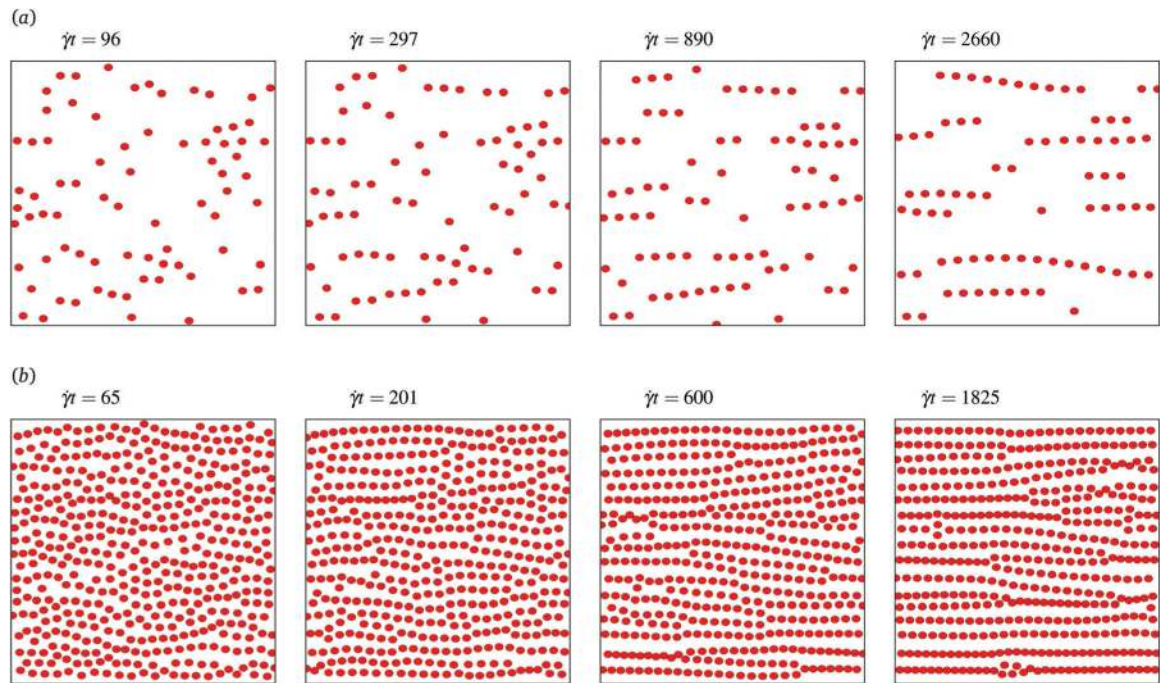 (a)
γ̇t = 96 γ̇t = 297 γ̇t = 890 γ̇t = 2660
(b)
γ̇t = 65 γ̇t = 201 γ̇t = 600 γ̇t = 1825